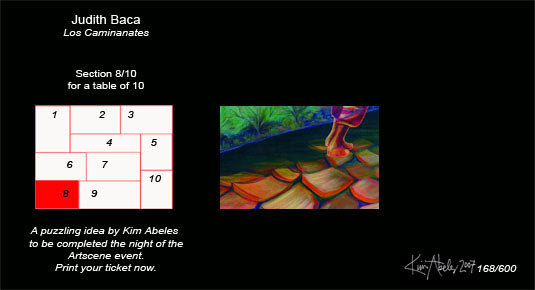 Judith Baca
Los Caminanates
Section 8/10
for a table of 10
1 2 3
4 5
6 7
10
8 9
A puzzling idea by Kim Abeles
to be completed the night of the
Artscene event.
Print your ticket now.
Kim Abeles 2007 168/600